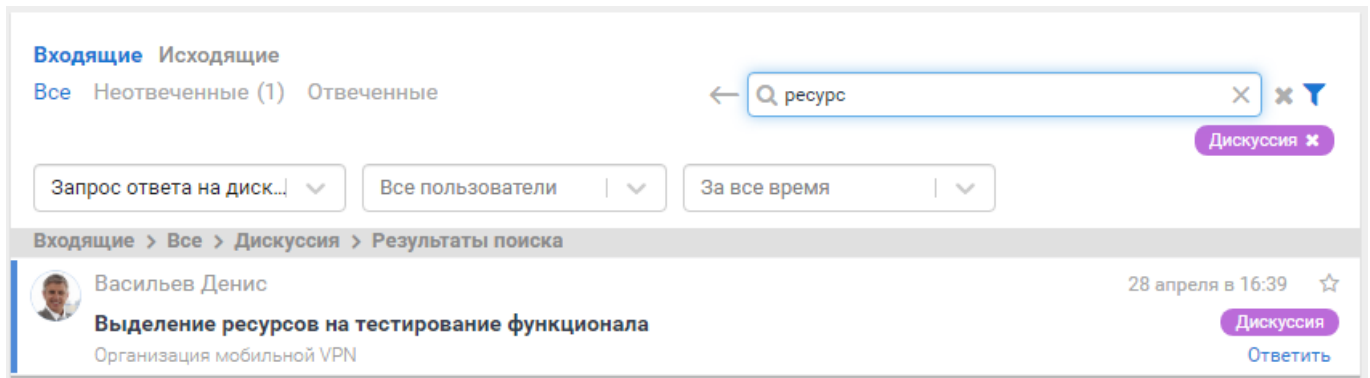 Входящие Исходящие
Все Неотвеченные (1) Отвеченные
ресурс
Дискуссия
Запрос ответа на диск... Все пользователи За все время
Входящие > Все > Дискуссия > Результаты поиска
Васильев Денис 28 апреля в 16:39
Выделение ресурсов на тестирование функционала Дискуссия
Организация мобильной VPN Ответить